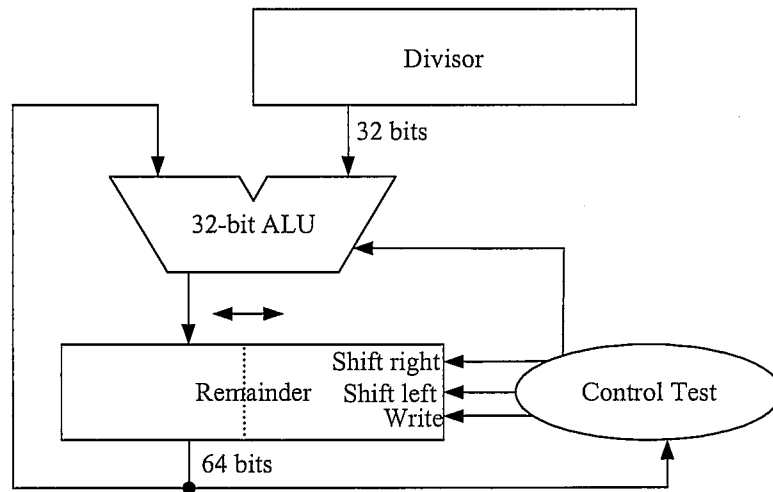 Divisor
32 bits
32-bit ALU
Shift right
Remainder
Shift left
Write
Control Test
64 bits